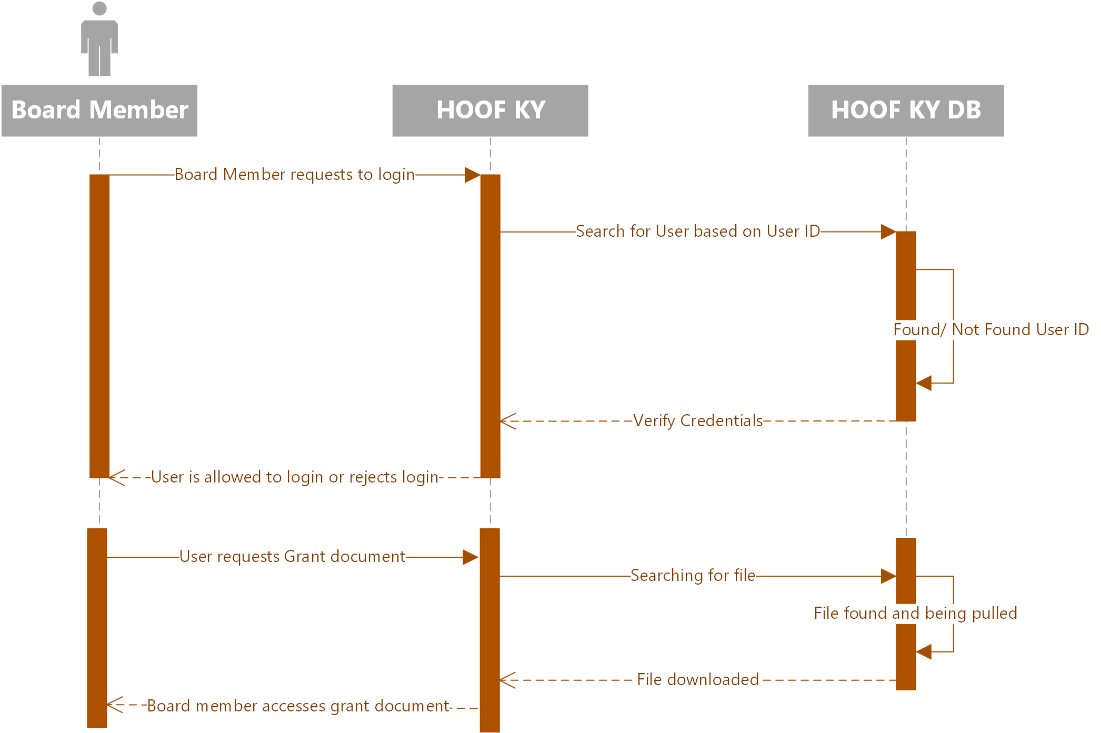 Board Member
HOOF KY
HOOF KY DB
Board Member requests to login
Search for User based on User ID
Found/ Not Found User ID
Verify Credentials
User is allowed to login or rejects login
User requests Grant document
Searching for file
File found and being pulled
File downloaded
Board member accesses grant document